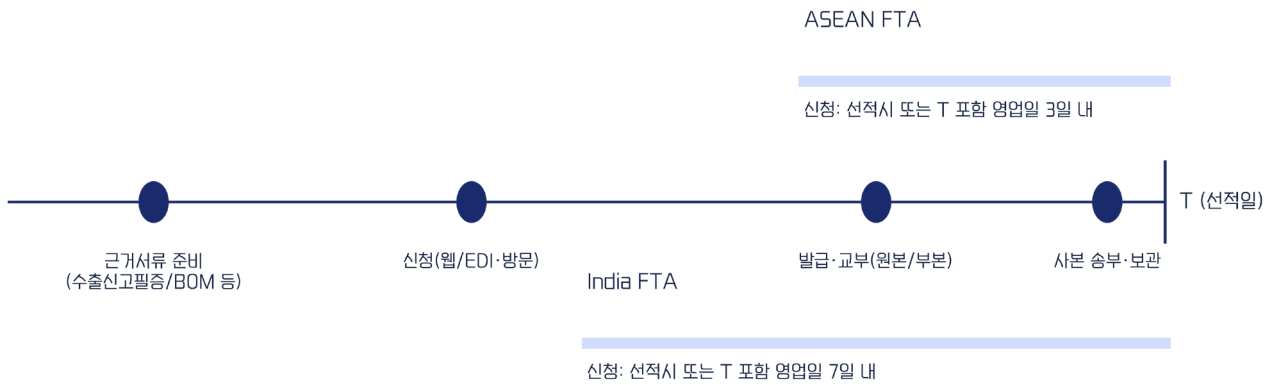 ASEAN FTA
신청: 선적시 또는 T 포함 영업일 3일 내
T (선적일)
근거서류 준비
(수출신고필증/BOM 등)
신청(웹/EDI·방문)
발급·교부(원본/부본)
사본 송부·보관
India FTA
신청: 선적시 또는 T 포함 영업일 7일 내